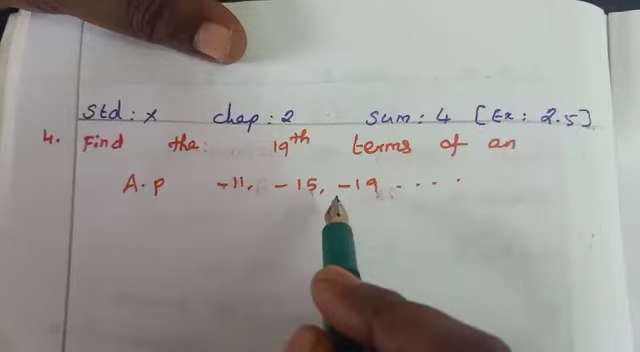 Std: x chap: 2 Sum: 4 [Ex: 2.5]
4. Find the: 19th terms of an
A.p -11, -15, -19 ....